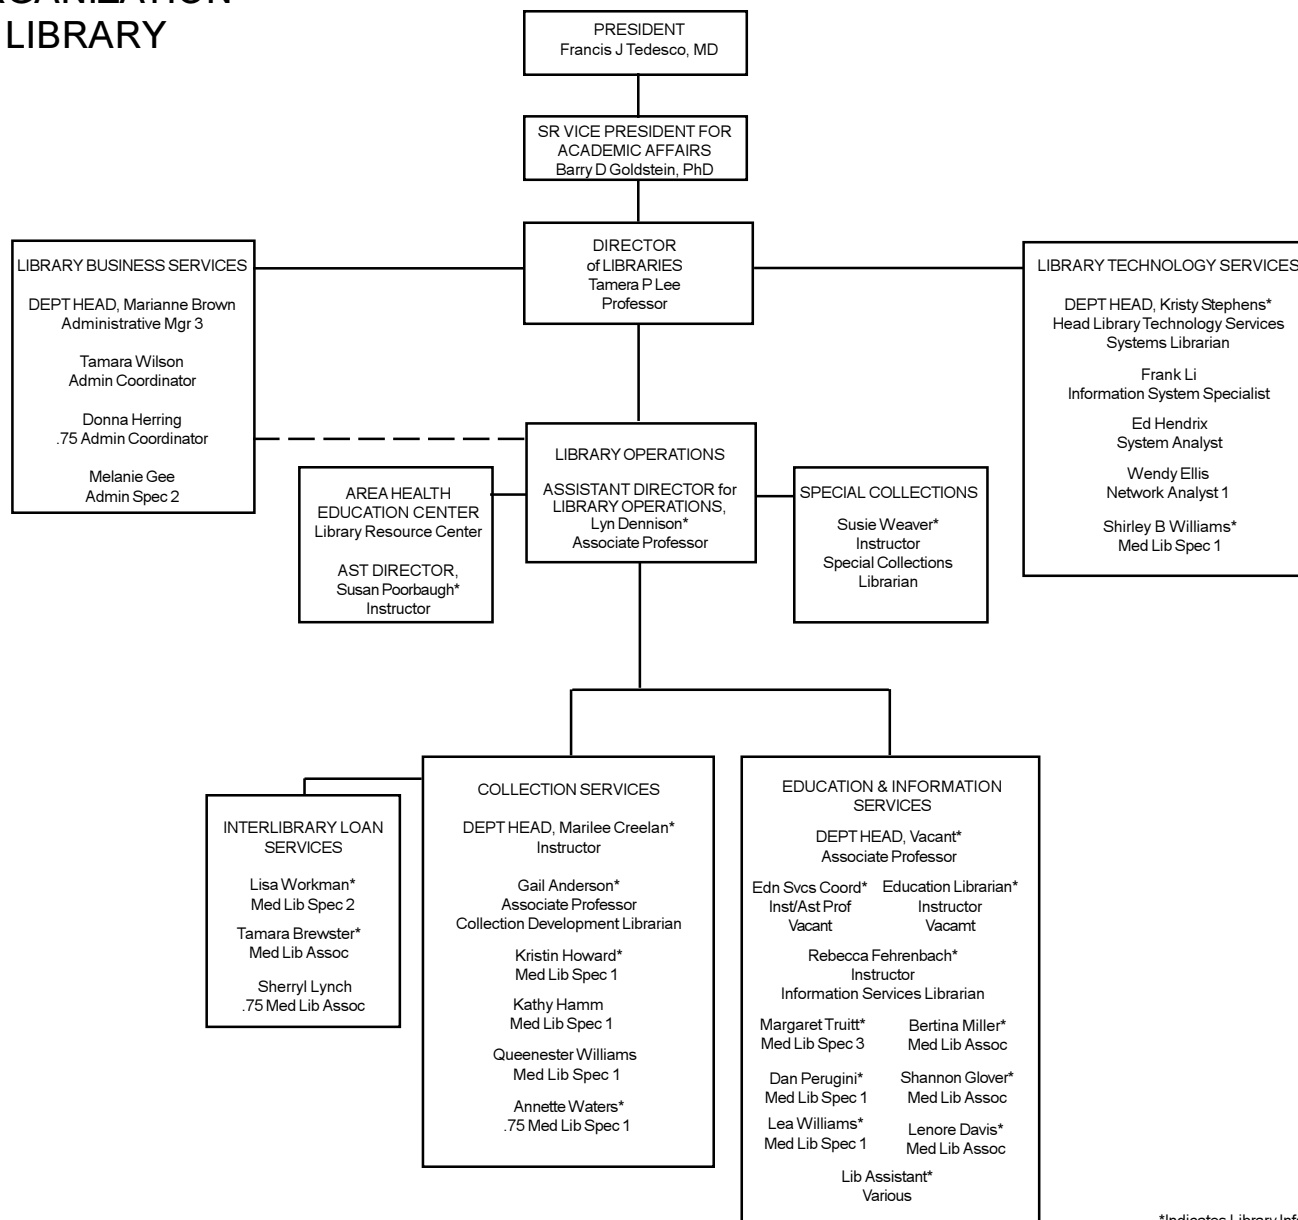 LIBRARY
PRESIDENT
Francis J Tedesco, MD
SR VICE PRESIDENT FOR
ACADEMIC AFFAIRS
Barry D Goldstein, PhD
DIRECTOR
of LIBRARIES
Tamera P Lee
Professor
LIBRARY BUSINESS SERVICES
DEPT HEAD, Marianne Brown
Administrative Mgr 3
Tamara Wilson
Admin Coordinator
Donna Herring
.75 Admin Coordinator
Melanie Gee
Admin Spec 2
LIBRARY TECHNOLOGY SERVICES
DEPT HEAD, Kristy Stephens*
Head Library Technology Services
Systems Librarian
Frank Li
Information System Specialist
Ed Hendrix
System Analyst
Wendy Ellis
Network Analyst 1
Shirley B Williams*
Med Lib Spec 1
LIBRARY OPERATIONS
ASSISTANT DIRECTOR for
LIBRARY OPERATIONS,
Lyn Dennison*
Associate Professor
AREA HEALTH
EDUCATION CENTER
Library Resource Center
AST DIRECTOR,
Susan Poorbaugh*
Instructor
SPECIAL COLLECTIONS
Susie Weaver*
Instructor
Special Collections
Librarian
INTERLIBRARY LOAN
SERVICES
Lisa Workman*
Med Lib Spec 2
Tamara Brewster*
Med Lib Assoc
Sherryl Lynch
.75 Med Lib Assoc
COLLECTION SERVICES
DEPT HEAD, Marilee Creelan*
Instructor
Gail Anderson*
Associate Professor
Collection Development Librarian
Kristin Howard*
Med Lib Spec 1
Kathy Hamm
Med Lib Spec 1
Queenester Williams
Med Lib Spec 1
Annette Waters*
.75 Med Lib Spec 1
EDUCATION & INFORMATION
SERVICES
DEPT HEAD, Vacant*
Associate Professor
Edn Svcs Coord*
Inst/Ast Prof
Vacant
Education Librarian*
Instructor
Vacamt
Rebecca Fehrenbach*
Instructor
Information Services Librarian
Margaret Truitt*
Med Lib Spec 3
Bertina Miller*
Med Lib Assoc
Dan Perugini*
Med Lib Spec 1
Shannon Glover*
Med Lib Assoc
Lea Williams*
Med Lib Spec 1
Lenore Davis*
Med Lib Assoc
Lib Assistant*
Various
*Indicates Library